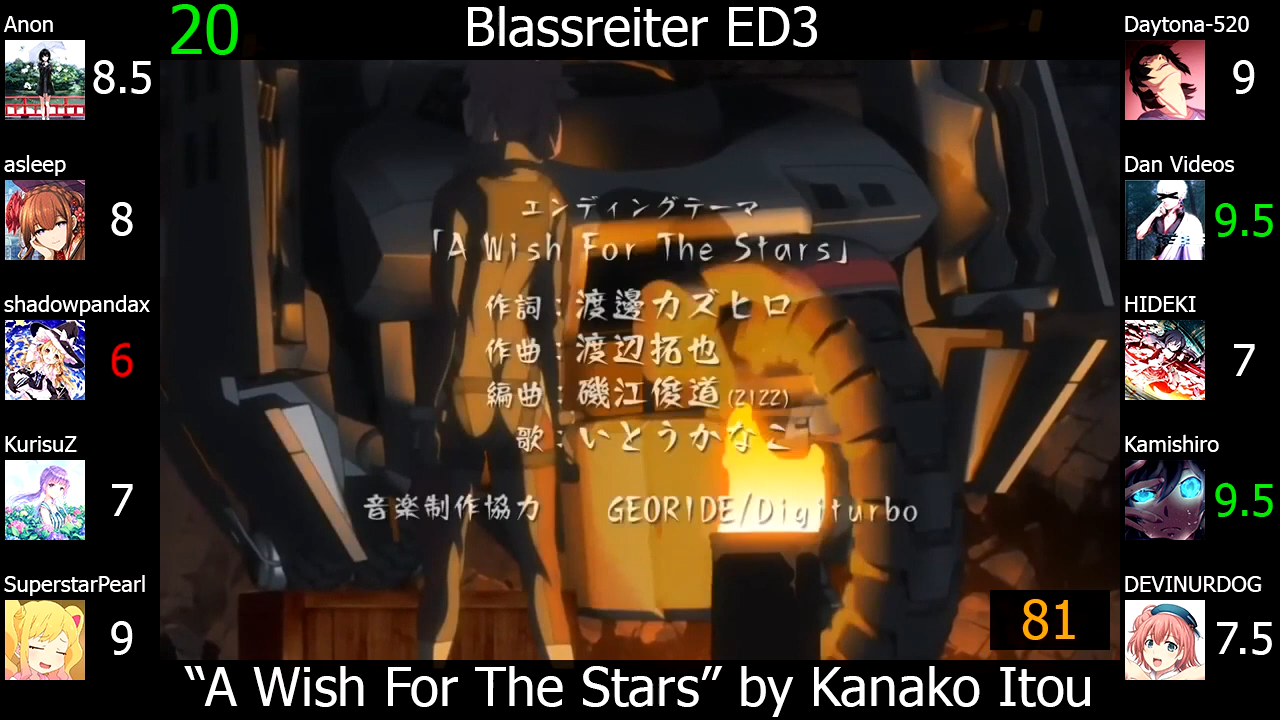 Blassreiter ED3
20
Anon
8.5
asleep
8
shadowpandax
6
KurisuZ
7
SuperstarPearl
9
エンディングテーマ
「A Wish For The Stars」
作詞：渡邉カズヒロ
作曲：渡辺拓也
編曲：磯江俊道(2122)
歌：いとうかなこ
音楽制作協力 GEORIDE/Digiturbo
81
Daytona-520
9
Dan Videos
9.5
HIDEKI
7
Kamishiro
9.5
DEVINURDOG
7.5
“A Wish For The Stars” by Kanako Itou